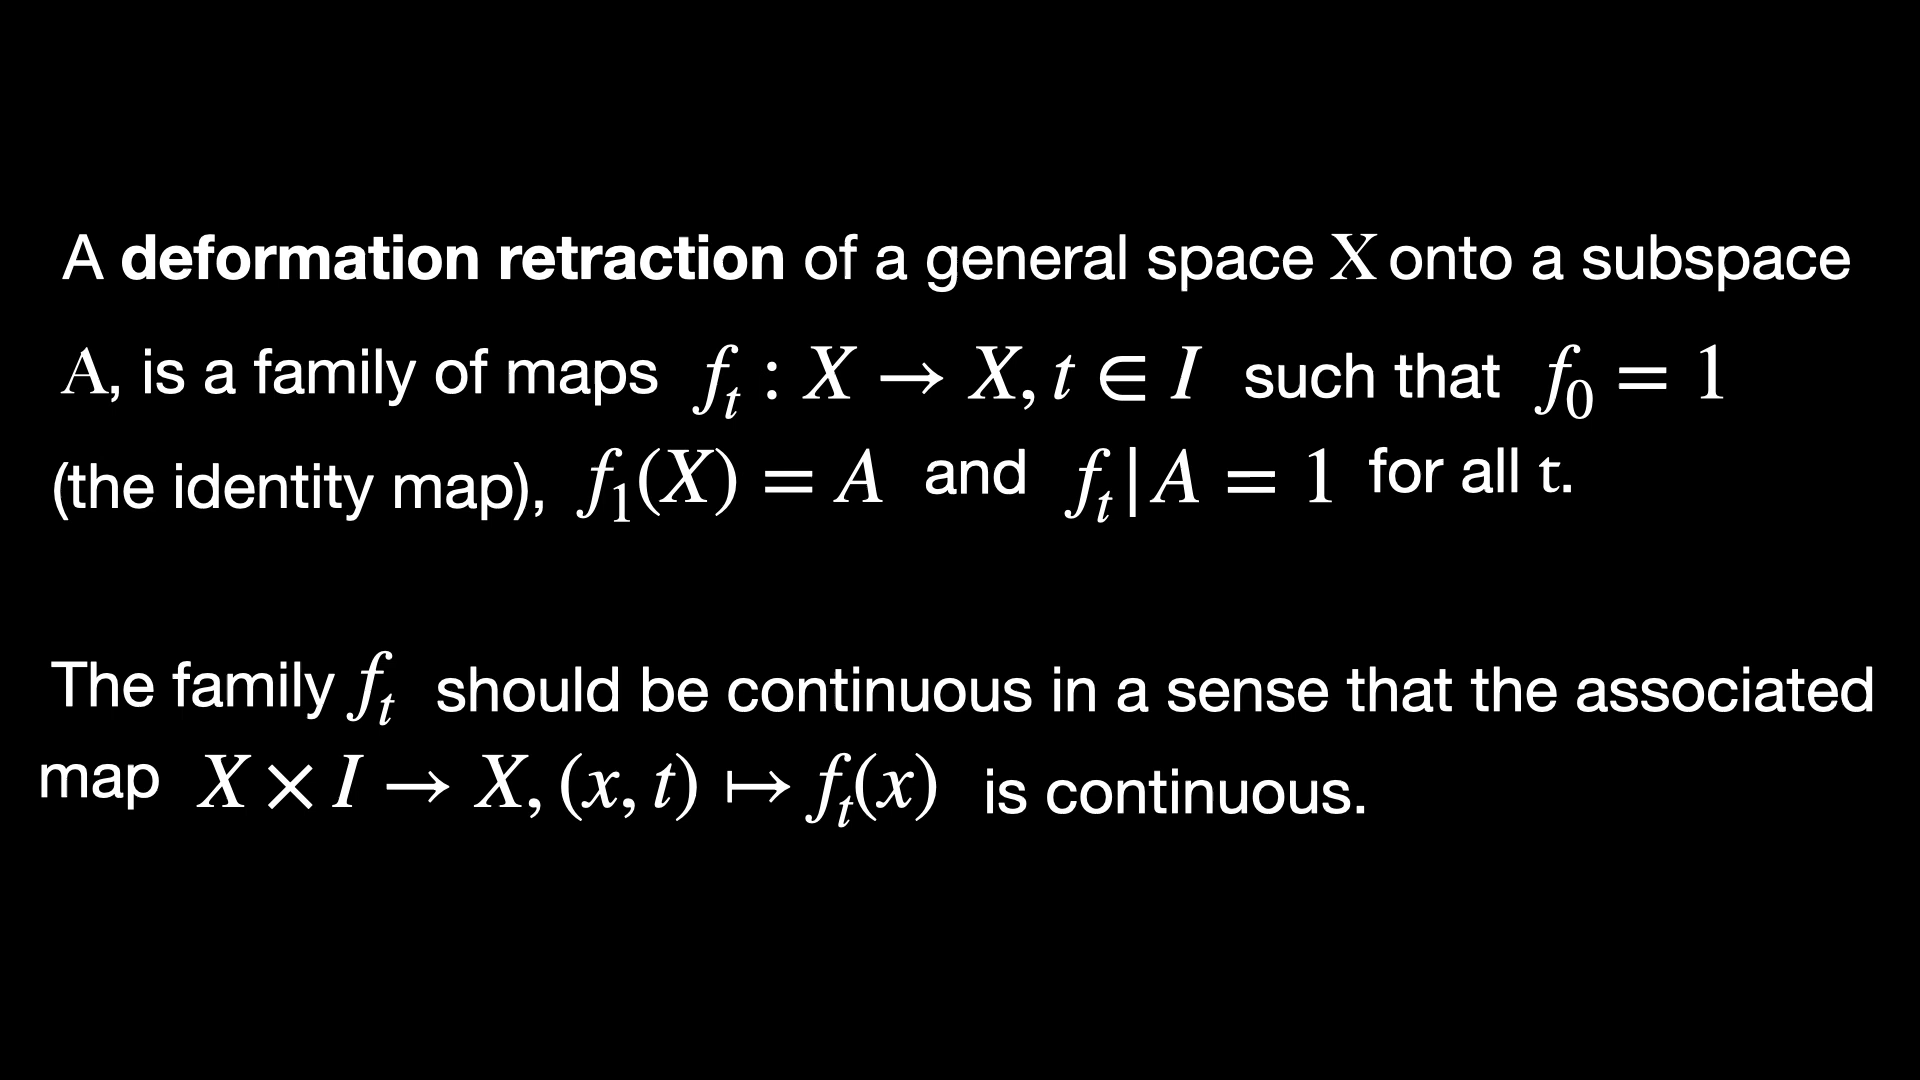 A deformation retraction of a general space X onto a subspace
A, is a family of maps f_t : X → X, t ∈ I such that f_0 = 1
(the identity map), f_1(X) = A and f_t | A = 1 for all t.
The family f_t should be continuous in a sense that the associated
map X × I → X, (x, t) ↦ f_t(x) is continuous.